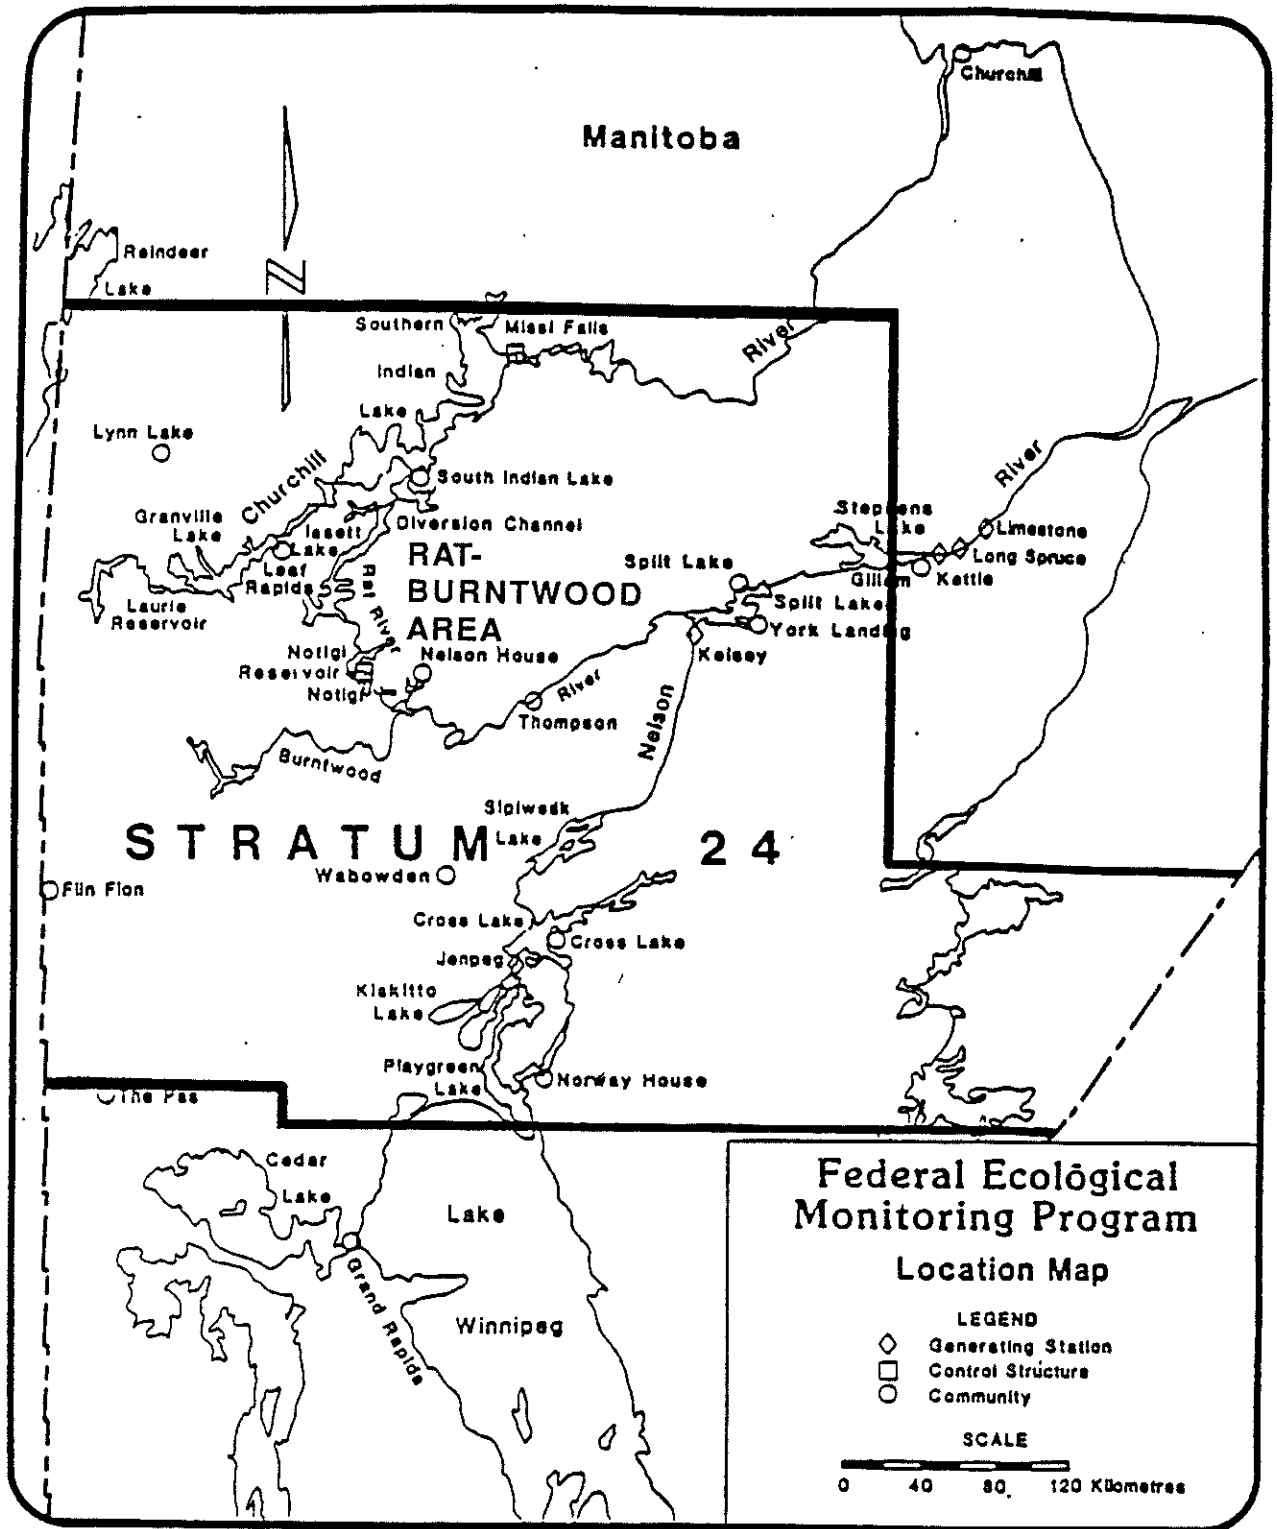 Churchill
Manitoba
Reindeer
Lake
N
Southern
Missi Falls
River
Indian
Lake
Lynn Lake
Churchill
South Indian Lake
River
Granville
Lake
Issett
Lake
Diversion Channel
Stephens
Lake
Limestone
Leaf
Rapids
RAT-
BURNTWOOD
AREA
Split Lake
Long Spruce
Gillam
Kettle
Laurie
Reservoir
Rat River
Split Lake
York Landing
Notigi
Reservoir
Nelson House
Kelsey
Notigi
River
Thompson
Nelson
Burntwood
Sipiwesk
Lake
STRATUM 24
Wabowden
Flin Flon
Cross Lake
Cross Lake
Jenpeg
Kiskitto
Lake
Playgreen
Lake
Norway House
The Pas
Cedar
Lake
Lake
Winnipeg
Grand Rapids
Federal Ecological
Monitoring Program
Location Map
LEGEND
Generating Station
Control Structure
Community
SCALE
0 40 80 120 Kilometres